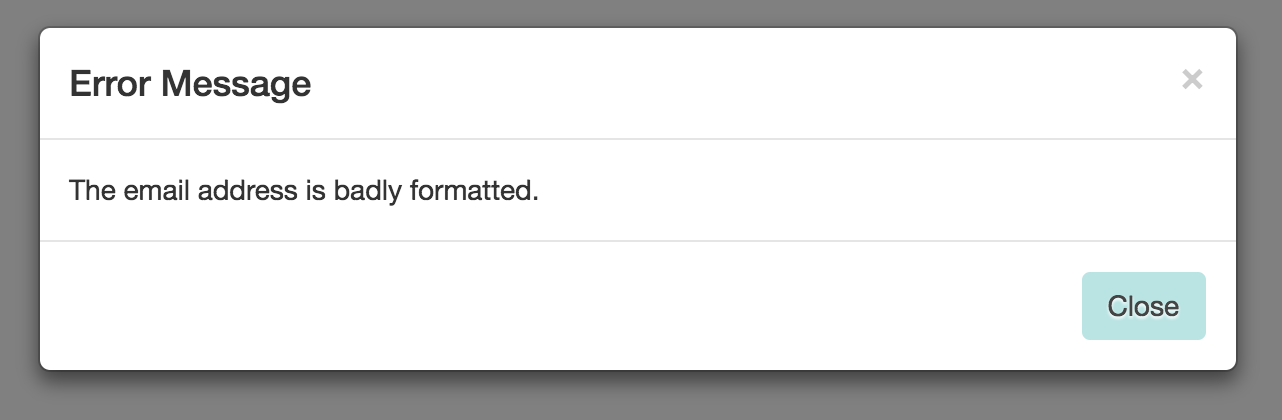 Error Message
×
The email address is badly formatted.
Close